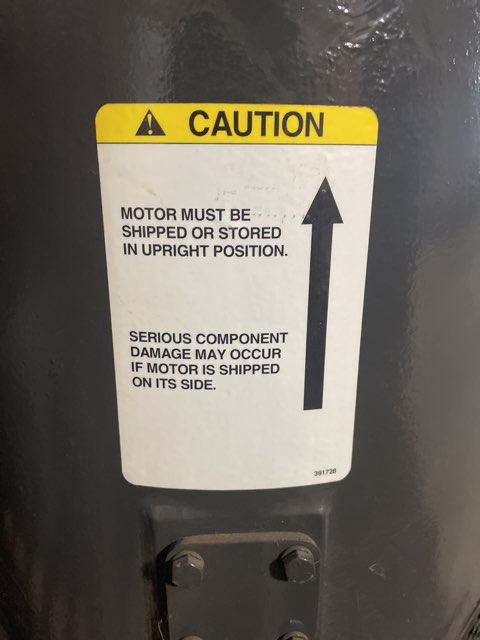 CAUTION
MOTOR MUST BE
SHIPPED OR STORED
IN UPRIGHT POSITION.
SERIOUS COMPONENT
DAMAGE MAY OCCUR
IF MOTOR IS SHIPPED
ON ITS SIDE.
391728